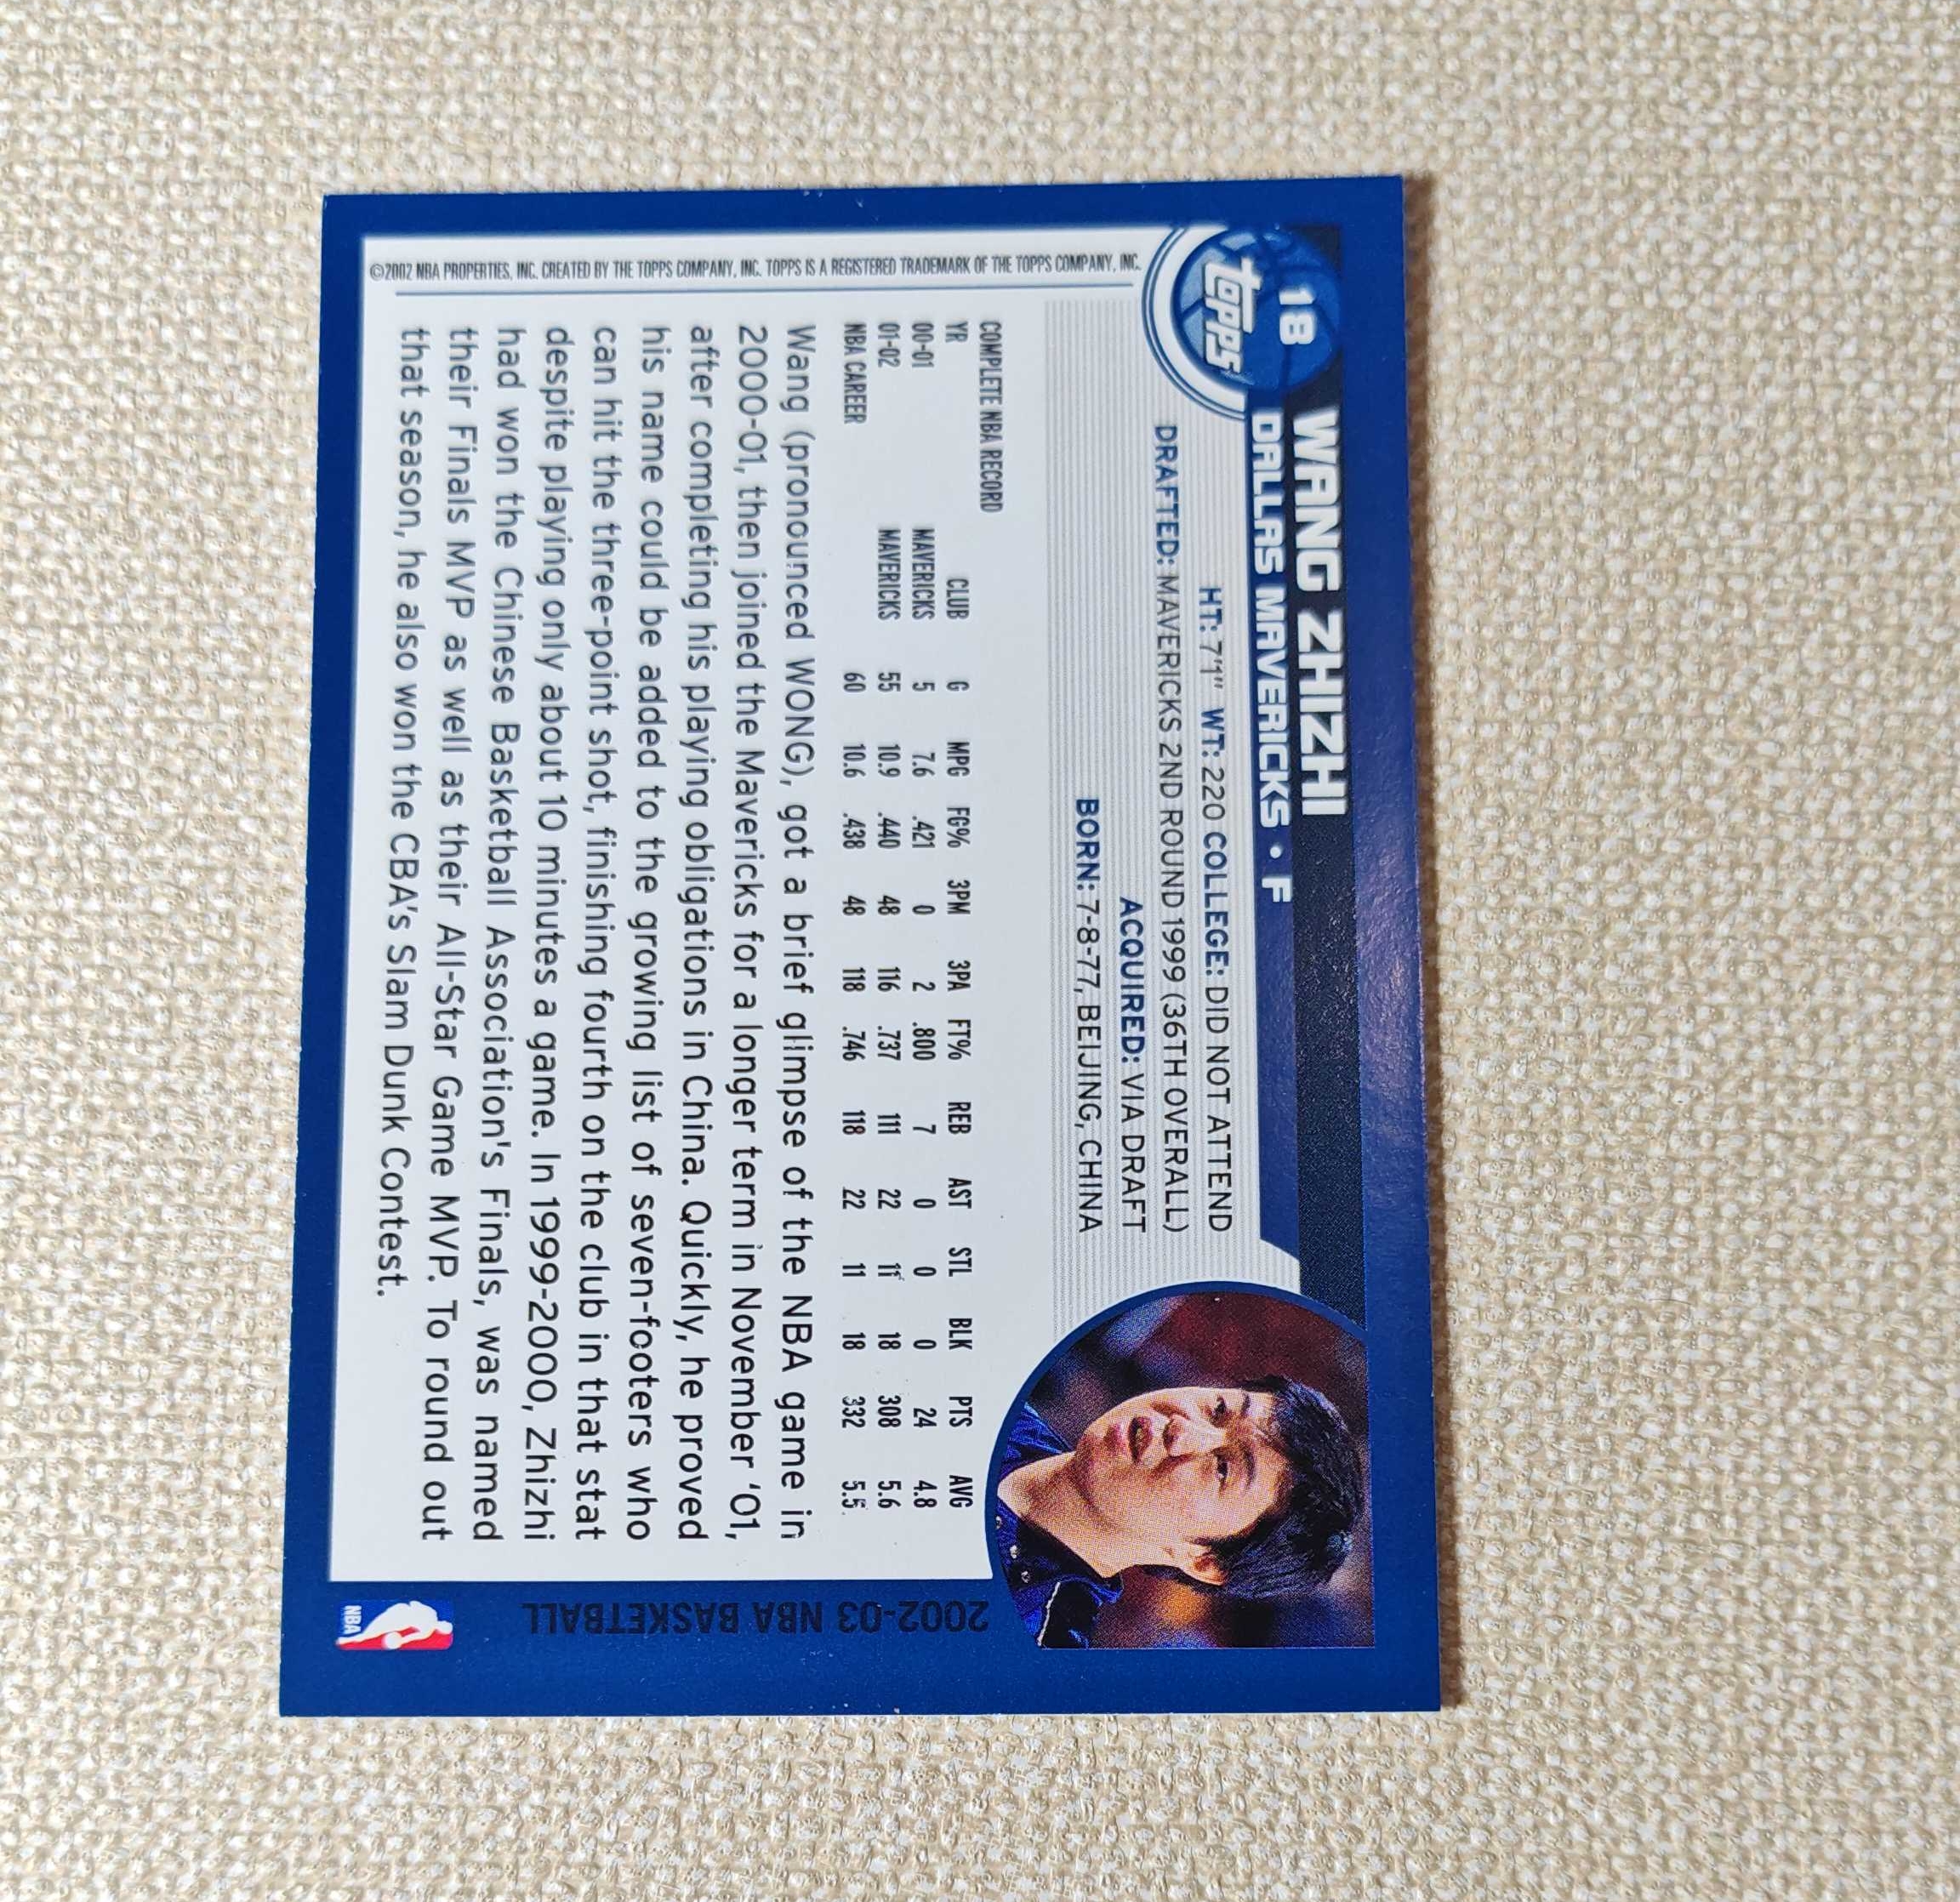 18
topps
WANG ZHIZHI
DALLAS MAVERICKS • F
HT: 7'1" WT: 220 COLLEGE: DID NOT ATTEND
DRAFTED: MAVERICKS 2ND ROUND 1999 (36TH OVERALL)
ACQUIRED: VIA DRAFT
BORN: 7-8-77, BEIJING, CHINA
COMPLETE NBA RECORD
YR CLUB G MPG FG% 3PM 3PA FT% REB AST STL BLK PTS AVG
00-01 MAVERICKS 5 7.6 .421 0 2 .800 7 0 0 0 24 4.8
01-02 MAVERICKS 55 10.9 .440 48 116 .737 111 22 11 18 308 5.6
NBA CAREER 60 10.6 .438 48 118 .746 118 22 11 18 332 5.5
Wang (pronounced WONG), got a brief glimpse of the NBA game in
2000-01, then joined the Mavericks for a longer term in November '01,
after completing his playing obligations in China. Quickly, he proved
his name could be added to the growing list of seven-footers who
can hit the three-point shot, finishing fourth on the club in that stat
despite playing only about 10 minutes a game. In 1999-2000, Zhizhi
had won the Chinese Basketball Association's Finals, was named
their Finals MVP as well as their All-Star Game MVP. To round out
that season, he also won the CBA's Slam Dunk Contest.
©2002 NBA PROPERTIES, INC. CREATED BY THE TOPPS COMPANY, INC. TOPPS IS A REGISTERED TRADEMARK OF THE TOPPS COMPANY, INC.
2002-03 NBA BASKETBALL
NBA